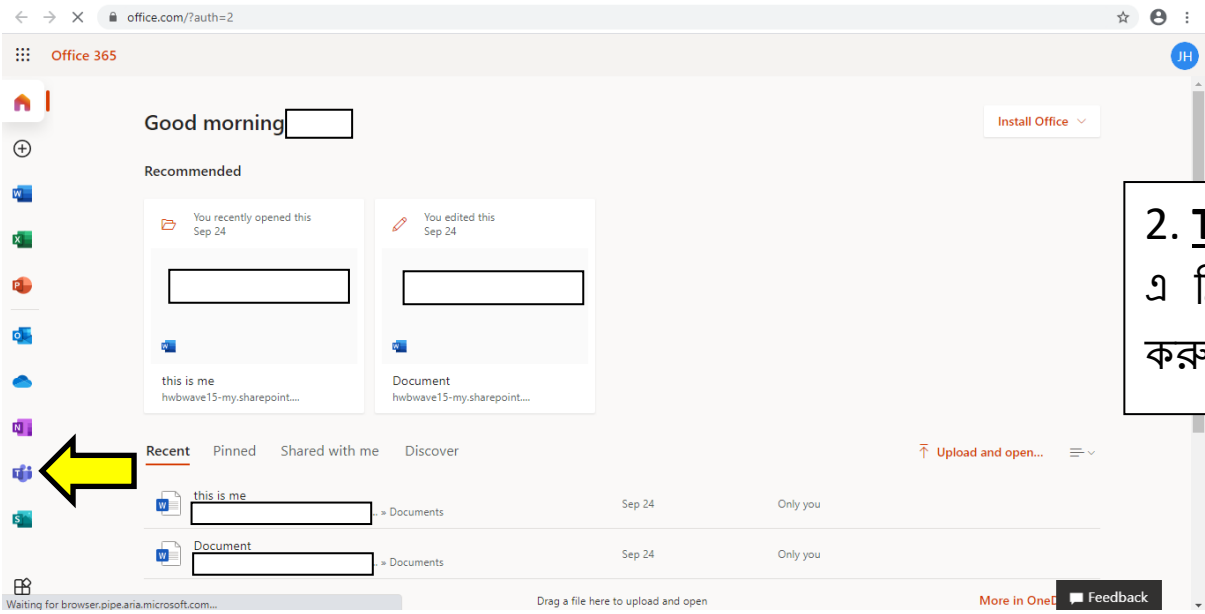 office.com/?auth=2
Office 365
JH
Good morning
Install Office
Recommended
You recently opened this
Sep 24
this is me
hwbwave15-my.sharepoint....
You edited this
Sep 24
Document
hwbwave15-my.sharepoint....
2.
এ
Recent Pinned Shared with me Discover
Upload and open...
this is me
... » Documents
Sep 24
Only you
Document
... » Documents
Sep 24
Only you
Drag a file here to upload and open
More in
Feedback
Waiting for browser.pipe.aria.microsoft.com...